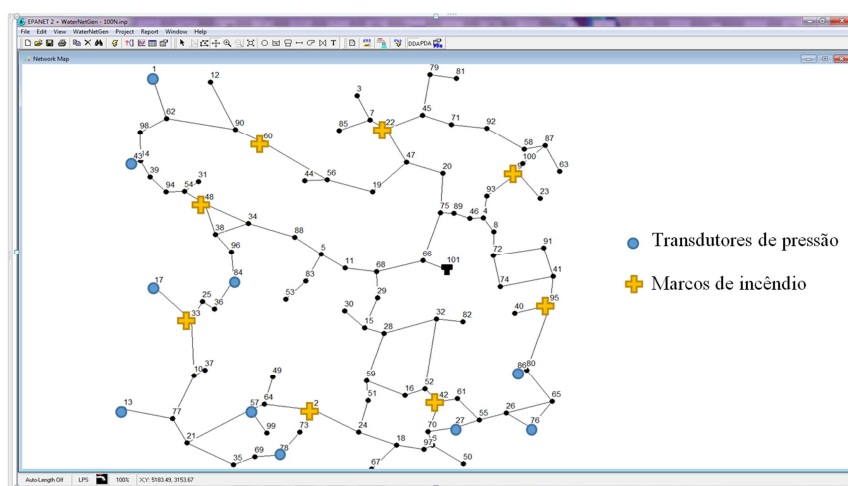 EPANET 2 + WaterNetGen - 100N.inp
File Edit View WaterNetGen Project Report Window Help
DDA PDA
Network Map
1 12 79 81
3
62 98 90 60 85 7 22 45 71 92
43 14 58 87 100 9 63
39 31 94 54 48 44 56 19 47 20 93 23
38 34 88 75 89 46 4 8
96 5 11 68 66 101 72 91
17 84 83 53 29 74 41
25 36 33 30 15 28 32 82 40 95
10 37 59 86 80
49 51 16 52 42 61 65
13 57 64 2 26
77 99 73 24 70 27 55 76
21 35 69 78 18 97 6
67 50
Transdutores de pressão
Marcos de incêndio
Auto-Length Off LPS 100% X,Y: 5183.49, 3153.67